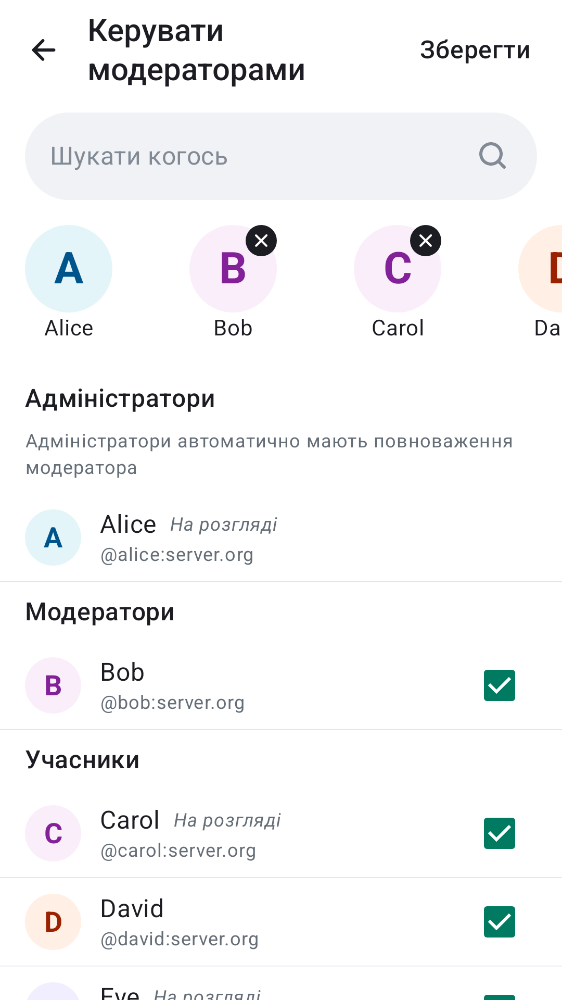 Керувати
модераторами
Зберегти
Шукати когось
A
B
C
D
Alice
Bob
Carol
Da
Адміністратори
Адміністратори автоматично мають повноваження
модератора
A
Alice На розгляді
@alice:server.org
Модератори
B
Bob
@bob:server.org
Учасники
C
Carol На розгляді
@carol:server.org
D
David
@david:server.org
Eve На розгляді